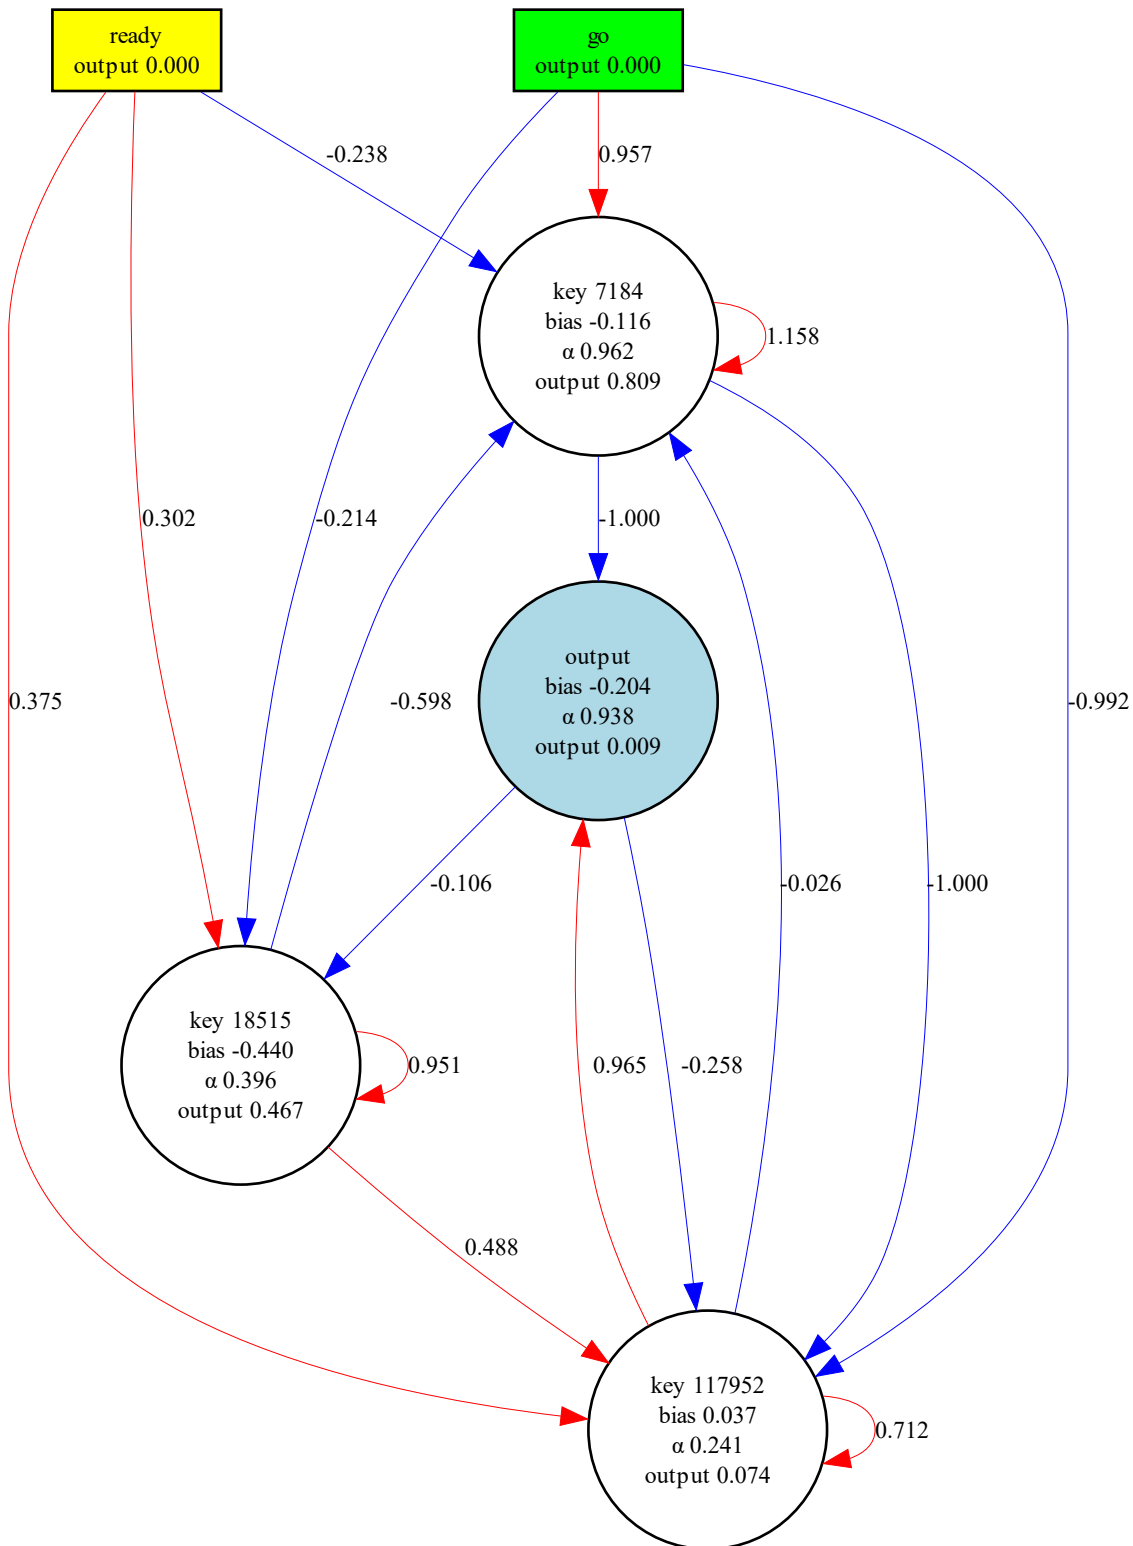 ready
output 0.000
go
output 0.000
-0.238
0.957
key 7184
bias -0.116
α 0.962
output 0.809
1.158
0.302
-0.214
-1.000
output
bias -0.204
α 0.938
output 0.009
0.375
-0.598
-0.992
-0.106
-0.026
-1.000
key 18515
bias -0.440
α 0.396
output 0.467
0.951
0.965
-0.258
0.488
key 117952
bias 0.037
α 0.241
output 0.074
0.712